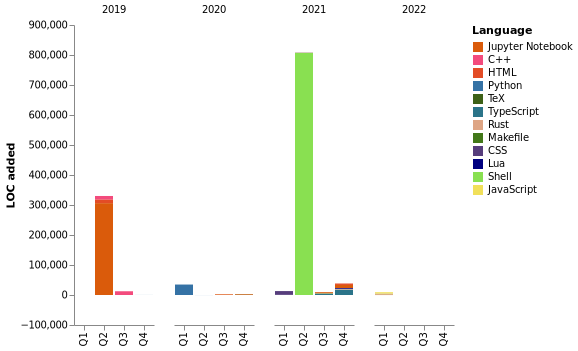 2019 2020 2021 2022
900,000
800,000
700,000
600,000
500,000
400,000
300,000
200,000
100,000
0
−100,000
LOC added
Q1 Q2 Q3 Q4 Q1 Q2 Q3 Q4 Q1 Q2 Q3 Q4 Q1 Q2 Q3 Q4
Language
Jupyter Notebook
C++
HTML
Python
TeX
TypeScript
Rust
Makefile
CSS
Lua
Shell
JavaScript